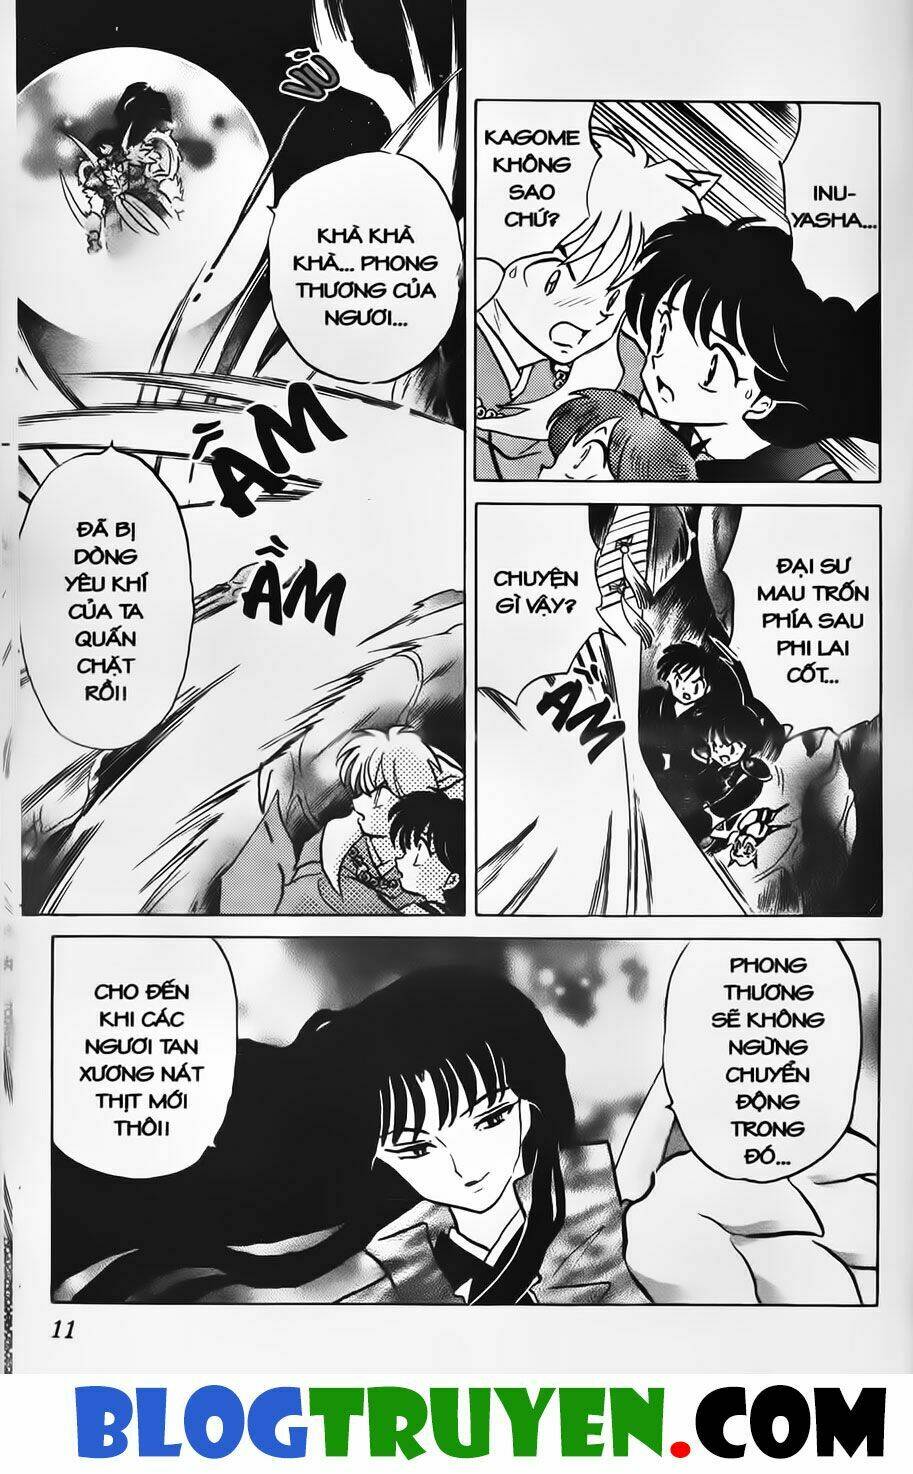 INU-
YASHA...
KAGOME
KHÔNG
SAO
CHỨ?
ĐẠI SƯ
MAU TRỐN
PHÍA SAU
PHI LAI
CỐT...
CHUYỆN
GÌ VẬY?
ẦM
VÙ
KHÀ KHÀ
KHÀ... PHONG
THƯƠNG CỦA
NGƯƠI...
ẦM
ẦM
ĐÃ BỊ
DÒNG
YÊU KHÍ
CỦA TA
QUẤN
CHẶT
RỒI!
PHONG
THƯƠNG
SẼ KHÔNG
NGỪNG
CHUYỂN
ĐỘNG
TRONG
ĐÓ...
CHO ĐẾN
KHI CÁC
NGƯƠI TAN
XƯƠNG NÁT
THỊT MỚI
THÔI!
11
BLOGTRUYEN.COM